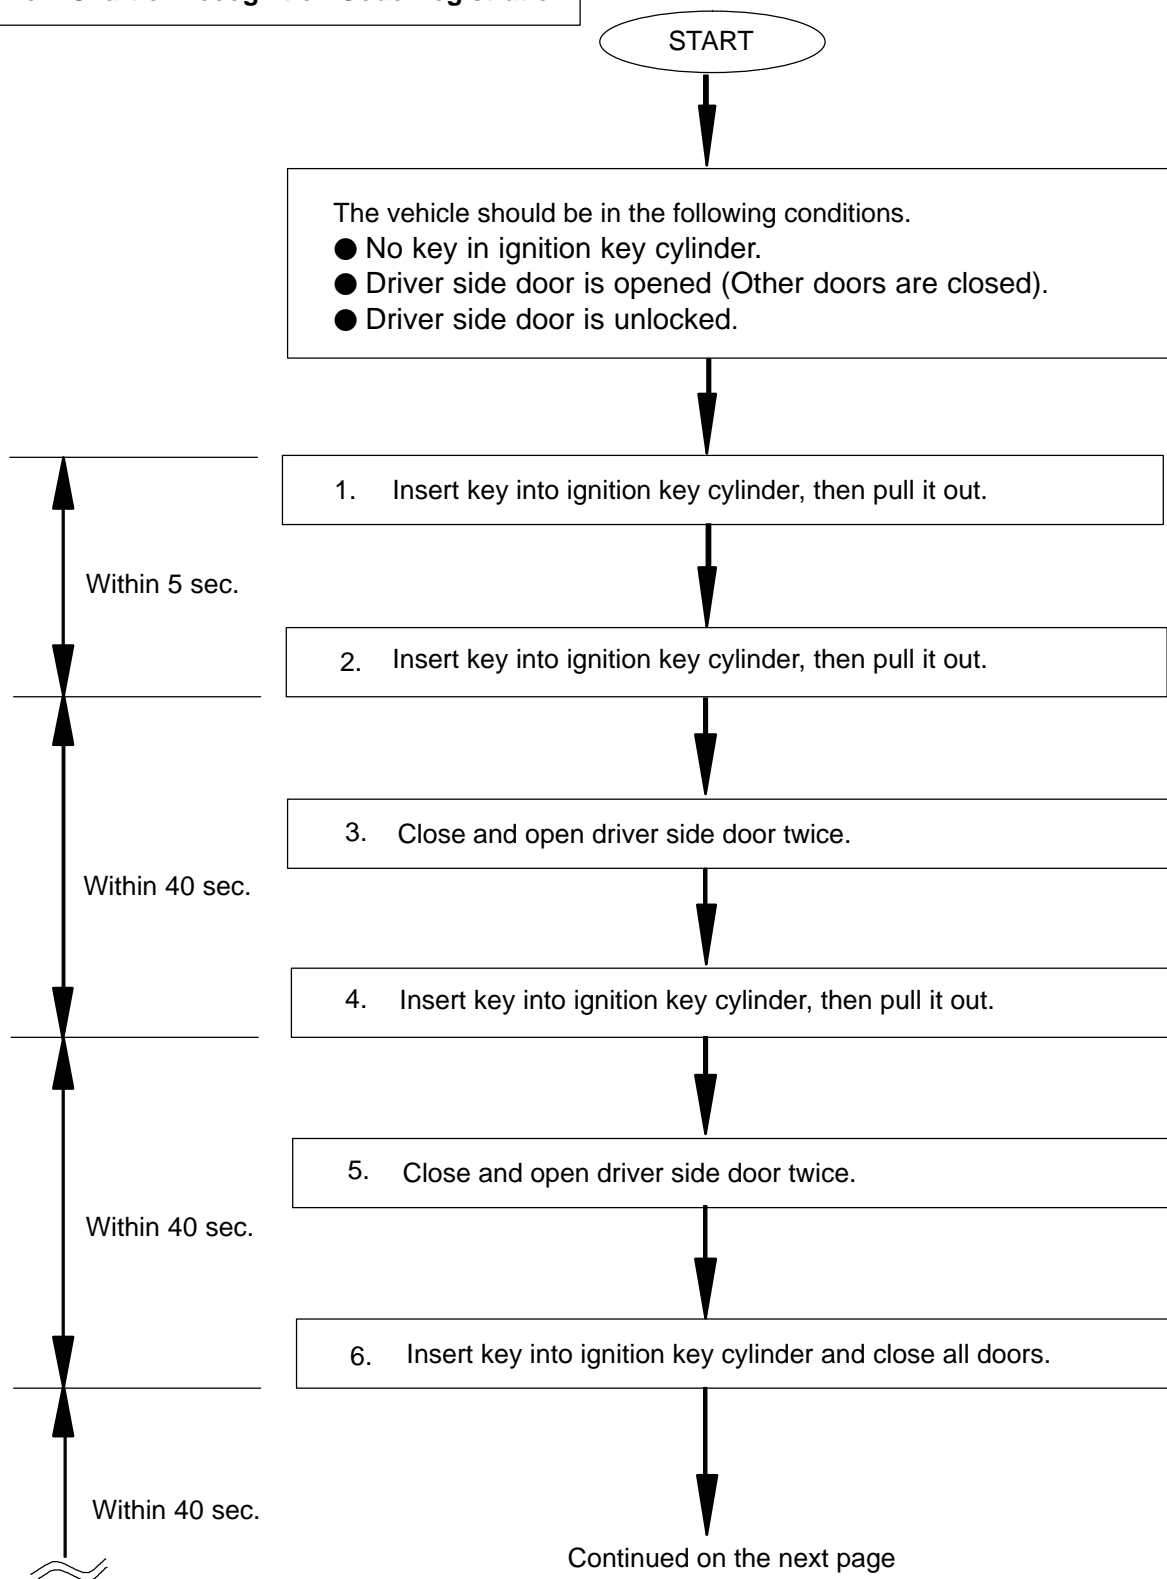 START
The vehicle should be in the following conditions.
● No key in ignition key cylinder.
● Driver side door is opened (Other doors are closed).
● Driver side door is unlocked.
1. Insert key into ignition key cylinder, then pull it out.
Within 5 sec.
2. Insert key into ignition key cylinder, then pull it out.
3. Close and open driver side door twice.
Within 40 sec.
4. Insert key into ignition key cylinder, then pull it out.
5. Close and open driver side door twice.
Within 40 sec.
6. Insert key into ignition key cylinder and close all doors.
Within 40 sec.
Continued on the next page